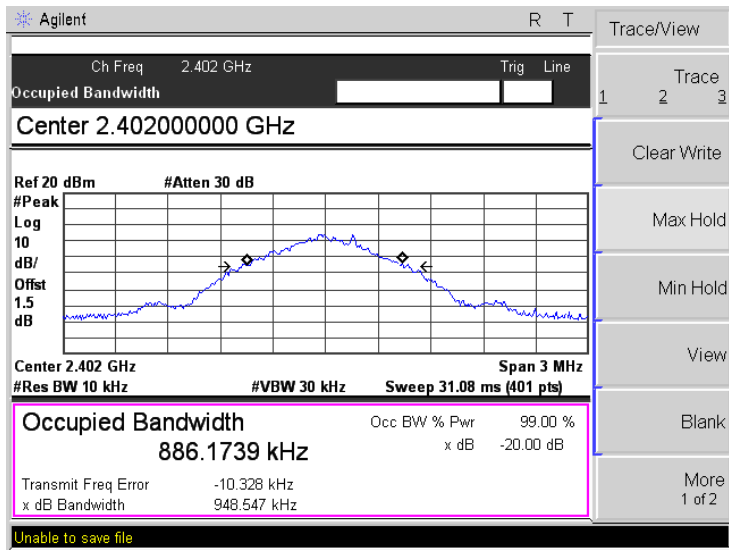 Agilent R T
Ch Freq 2.402 GHz Trig Line
Occupied Bandwidth
Center 2.402000000 GHz
Ref 20 dBm #Atten 30 dB
#Peak
Log
10
dB/
Offst
1.5
dB
Center 2.402 GHz Span 3 MHz
#Res BW 10 kHz #VBW 30 kHz Sweep 31.08 ms (401 pts)
Occupied Bandwidth
886.1739 kHz
Occ BW % Pwr 99.00 %
x dB -20.00 dB
Transmit Freq Error -10.328 kHz
x dB Bandwidth 948.547 kHz
Unable to save file
Trace/View
Trace
1 2 3
Clear Write
Max Hold
Min Hold
View
Blank
More
1 of 2